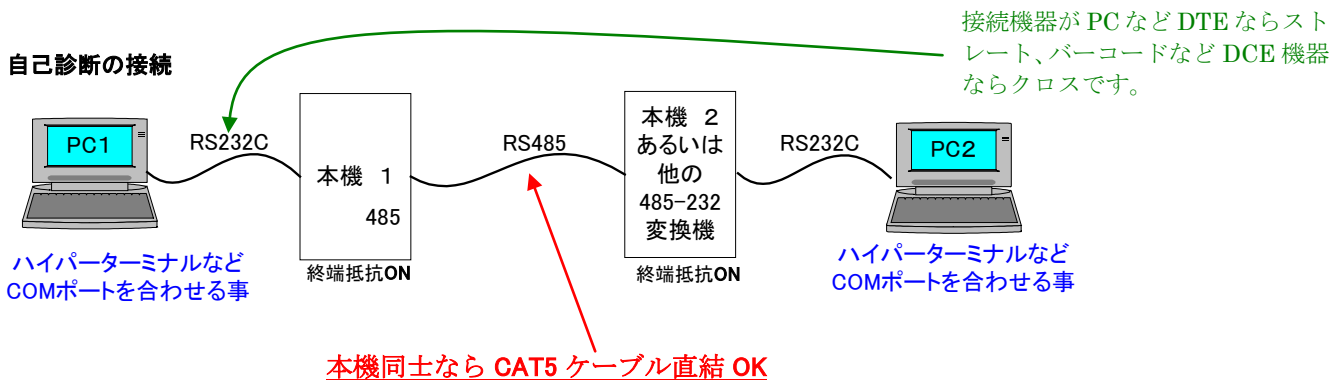 接続機器が PC など DTE ならスト
レート、バーコードなど DCE 機器
ならクロスです。
自己診断の接続
PC1
RS232C
本機 1
485
終端抵抗ON
RS485
本機 2
あるいは
他の
485-232
変換機
終端抵抗ON
RS232C
PC2
ハイパーターミナルなど
COMポートを合わせる事
ハイパーターミナルなど
COMポートを合わせる事
本機同士なら CAT5 ケーブル直結 OK